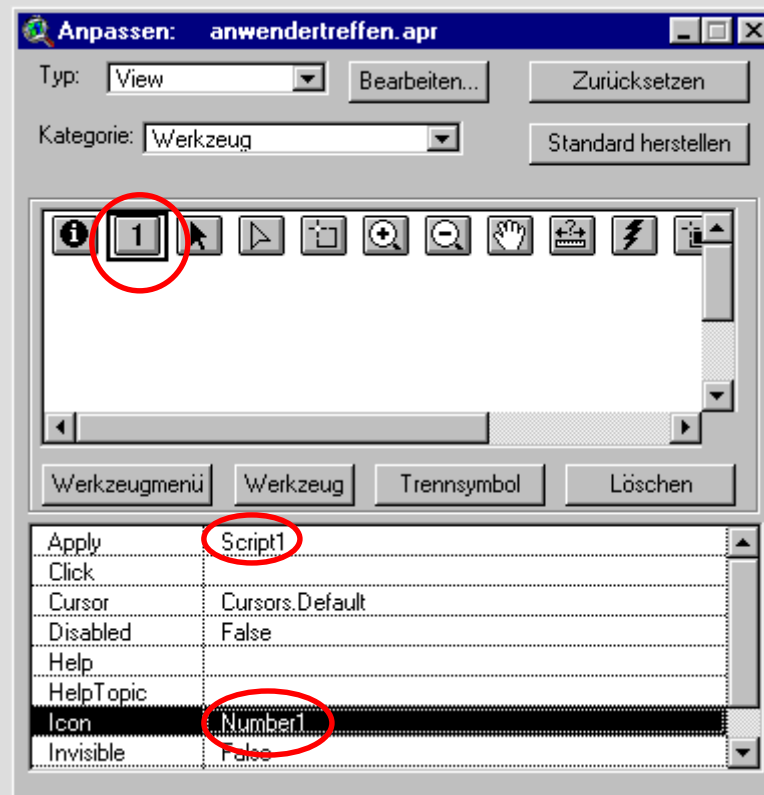 Anpassen: anwendertreffen.apr
Typ: View Bearbeiten... Zurücksetzen
Kategorie: Werkzeug Standard herstellen
1
Werkzeugmenü Werkzeug Trennsymbol Löschen
Apply Script1
Click
Cursor Cursors.Default
Disabled False
Help
HelpTopic
Icon Number1
Invisible False